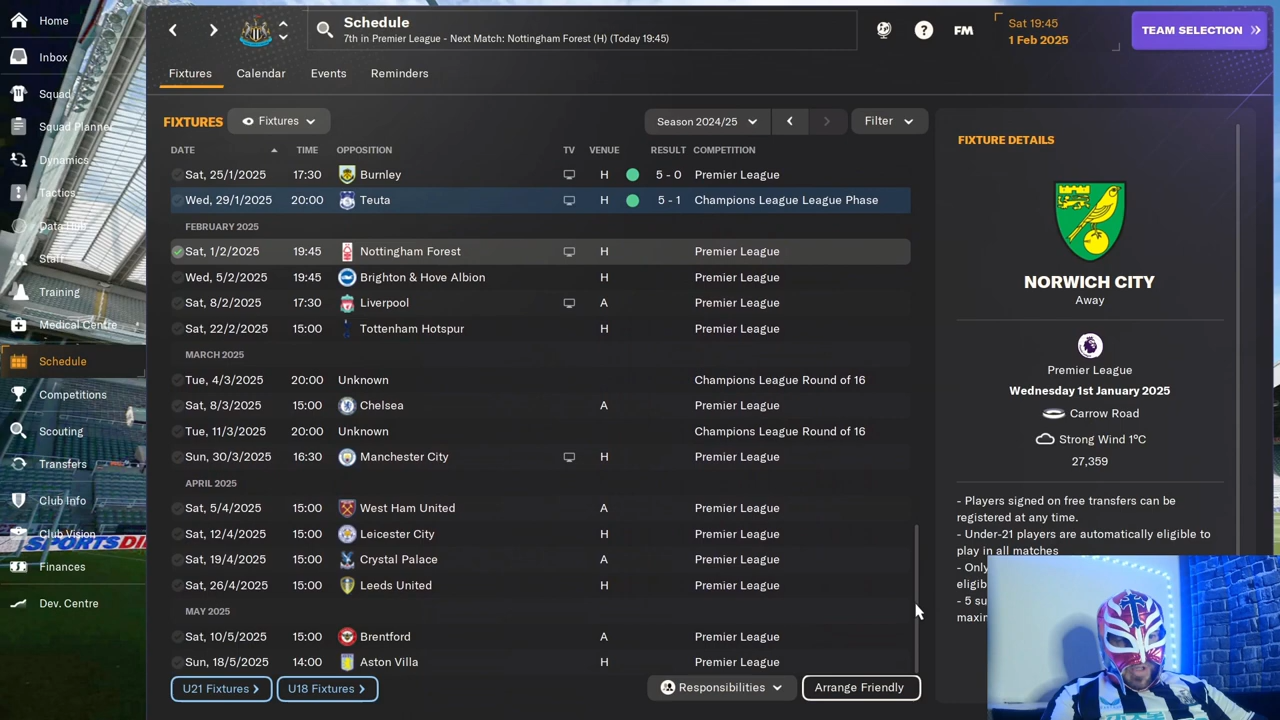 Home
Inbox
Squad
Squad Planner
Dynamics
Tactics
Staff
Training
Medical Centre
Schedule
Competitions
Scouting
Transfers
Club Info
Club Vision
Finances
Dev. Centre
Schedule
7th in Premier League - Next Match: Nottingham Forest (H) (Today 19:45)
FM
Sat 19:45
1 Feb 2025
TEAM SELECTION
Fixtures Calendar Events Reminders
FIXTURES Fixtures Season 2024/25 Filter
DATE TIME OPPOSITION TV VENUE RESULT COMPETITION
Sat, 25/1/2025 17:30 Burnley H 5 - 0 Premier League
Wed, 29/1/2025 20:00 Teuta H 5 - 1 Champions League League Phase
FEBRUARY 2025
Sat, 1/2/2025 19:45 Nottingham Forest H Premier League
Wed, 5/2/2025 19:45 Brighton & Hove Albion H Premier League
Sat, 8/2/2025 17:30 Liverpool A Premier League
Sat, 22/2/2025 15:00 Tottenham Hotspur H Premier League
MARCH 2025
Tue, 4/3/2025 20:00 Unknown Champions League Round of 16
Sat, 8/3/2025 15:00 Chelsea A Premier League
Tue, 11/3/2025 20:00 Unknown Champions League Round of 16
Sun, 30/3/2025 16:30 Manchester City H Premier League
APRIL 2025
Sat, 5/4/2025 15:00 West Ham United A Premier League
Sat, 12/4/2025 15:00 Leicester City H Premier League
Sat, 19/4/2025 15:00 Crystal Palace A Premier League
Sat, 26/4/2025 15:00 Leeds United H Premier League
MAY 2025
Sat, 10/5/2025 15:00 Brentford A Premier League
Sun, 18/5/2025 14:00 Aston Villa H Premier League
U21 Fixtures U18 Fixtures Responsibilities Arrange Friendly
FIXTURE DETAILS
NORWICH CITY
Away
Premier League
Wednesday 1st January 2025
Carrow Road
Strong Wind 1°C
27,359
- Players signed on free transfers can be
registered at any time.
- Under-21 players are automatically eligible to
play in all matches
- Only
- 5